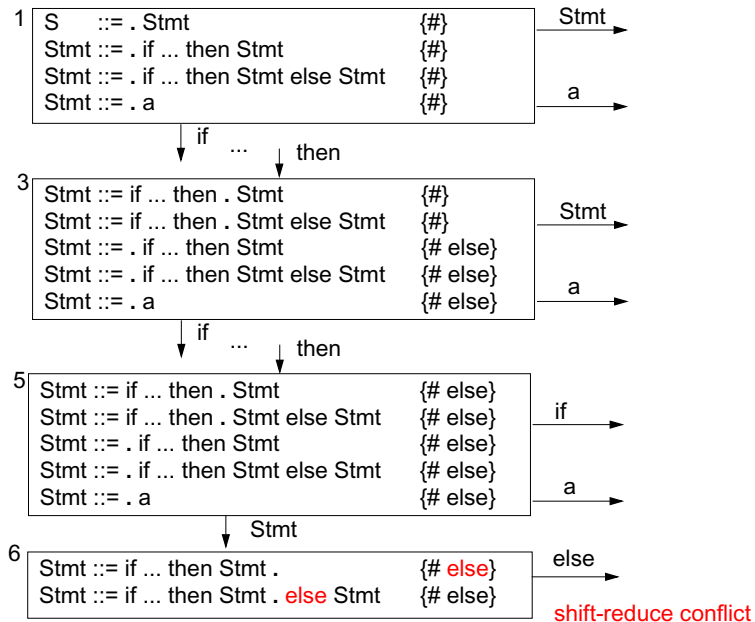 1
S ::= . Stmt {#}
Stmt
Stmt ::= . if ... then Stmt {#}
Stmt ::= . if ... then Stmt else Stmt {#}
Stmt ::= . a {#}
a
if ... then
3
Stmt ::= if ... then . Stmt {#}
Stmt ::= if ... then . Stmt else Stmt {#}
Stmt
Stmt ::= . if ... then Stmt {# else}
Stmt ::= . if ... then Stmt else Stmt {# else}
Stmt ::= . a {# else}
a
if ... then
5
Stmt ::= if ... then . Stmt {# else}
Stmt ::= if ... then . Stmt else Stmt {# else}
if
Stmt ::= . if ... then Stmt {# else}
Stmt ::= . if ... then Stmt else Stmt {# else}
Stmt ::= . a {# else}
a
Stmt
6
Stmt ::= if ... then Stmt . {# else}
else
Stmt ::= if ... then Stmt . else Stmt {# else}
shift-reduce conflict